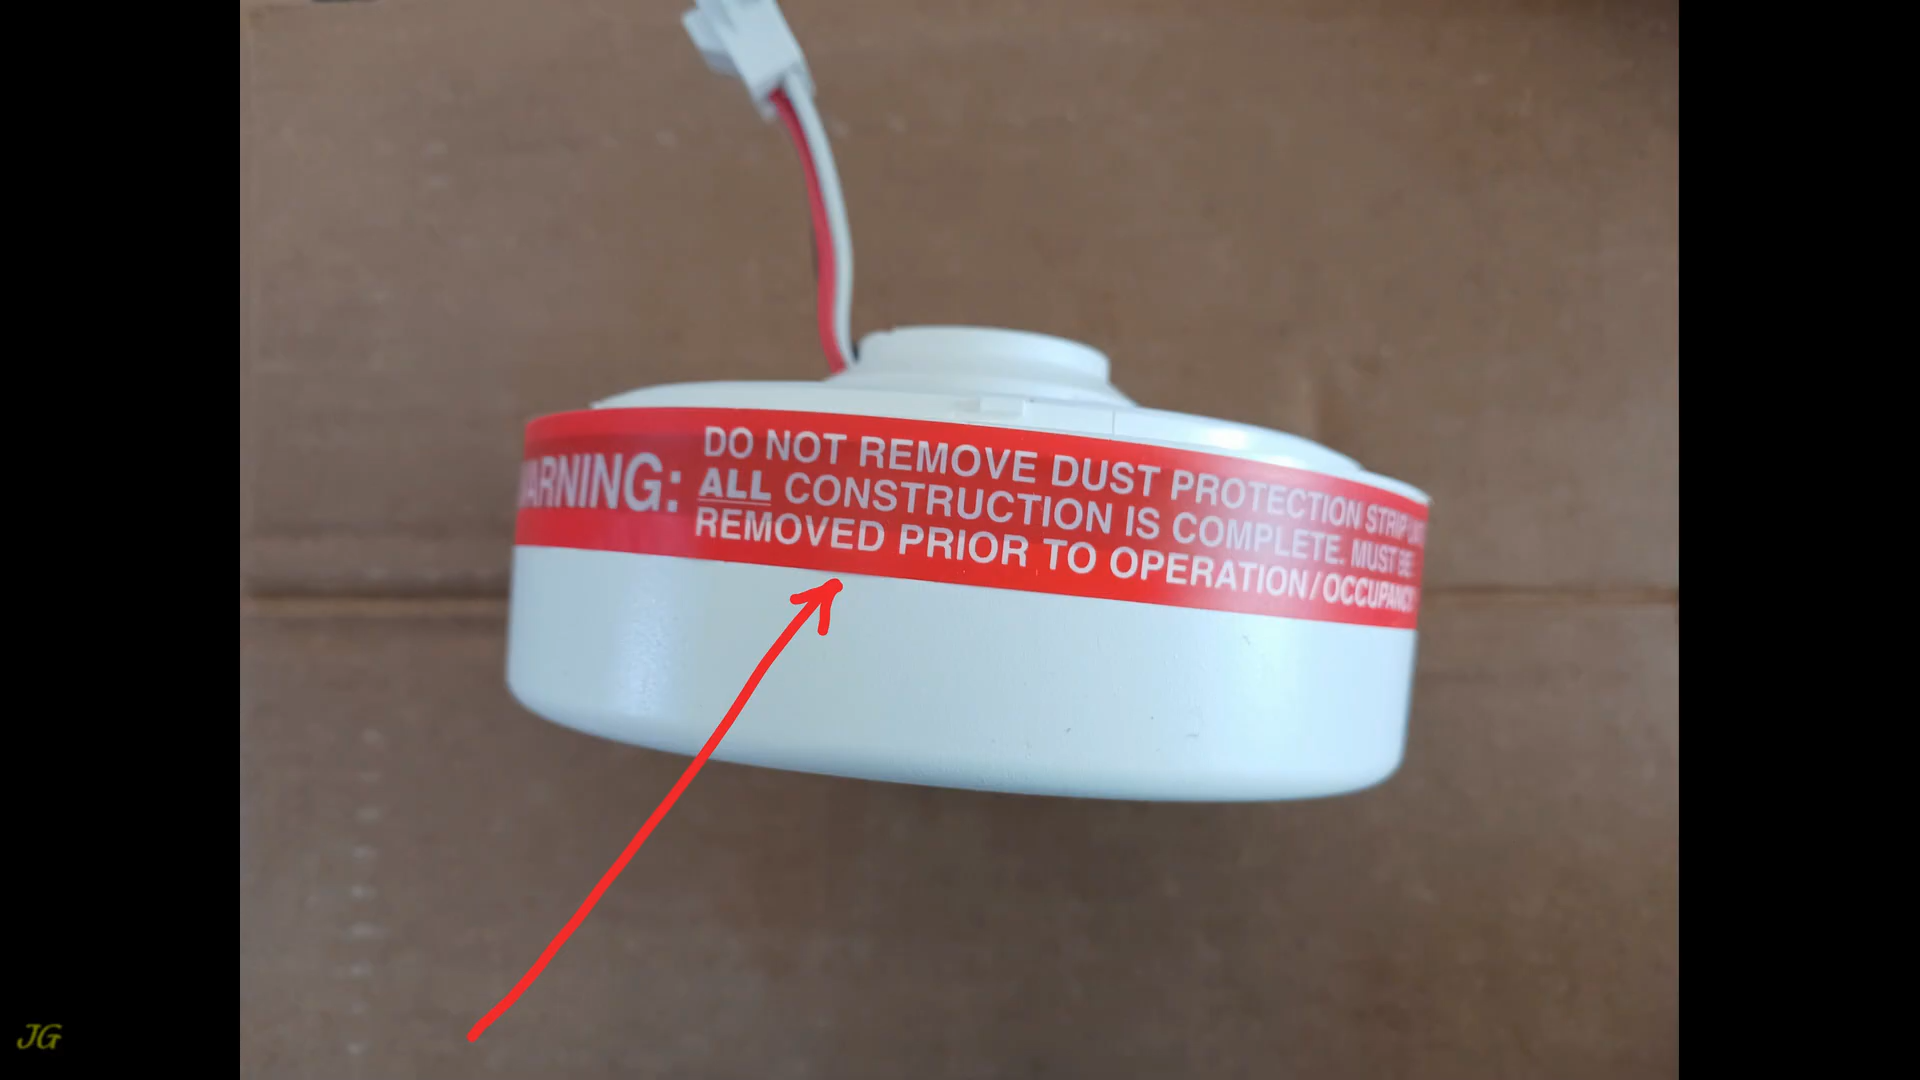 WARNING:
DO NOT REMOVE DUST PROTECTION STRIP
ALL CONSTRUCTION IS COMPLETE. MUST BE
REMOVED PRIOR TO OPERATION/OCCUPANCY
JG